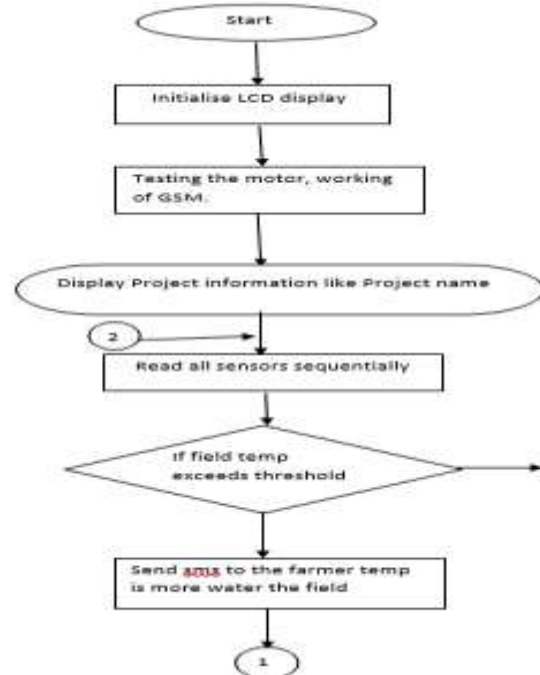 Start
Initialise LCD display
Testing the motor, working
of GSM.
Display Project information like Project name
2
Read all sensors sequentially
If field temp
exceeds threshold
Send sms to the farmer temp
is more water the field
1